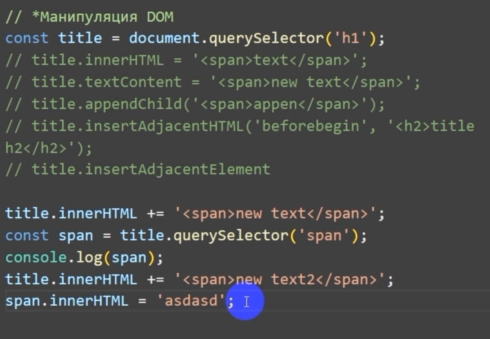 // *Манипуляция DOM
const title = document.querySelector('h1');
// title.innerHTML = '<span>text</span>';
// title.textContent = '<span>new text</span>';
// title.appendChild('<span>appen</span>');
// title.insertAdjacentHTML('beforebegin', '<h2>title
h2</h2>');
// title.insertAdjacentElement
title.innerHTML += '<span>new text</span>';
const span = title.querySelector('span');
console.log(span);
title.innerHTML += '<span>new text2</span>';
span.innerHTML = 'asdasd';